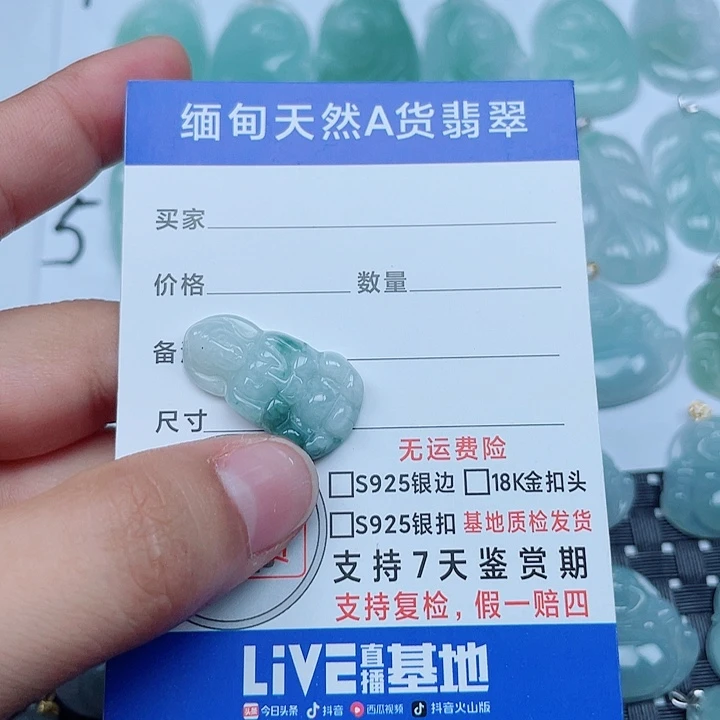 5
缅甸天然A货翡翠
买家
价格 数量
备
尺寸
无运费险
□S925银边 □18K金扣头
□S925银扣 基地质检发货
支持7天鉴赏期
支持复检，假一赔四
LiVE直播基地
头条 今日头条 抖音 西瓜视频 抖音火山版